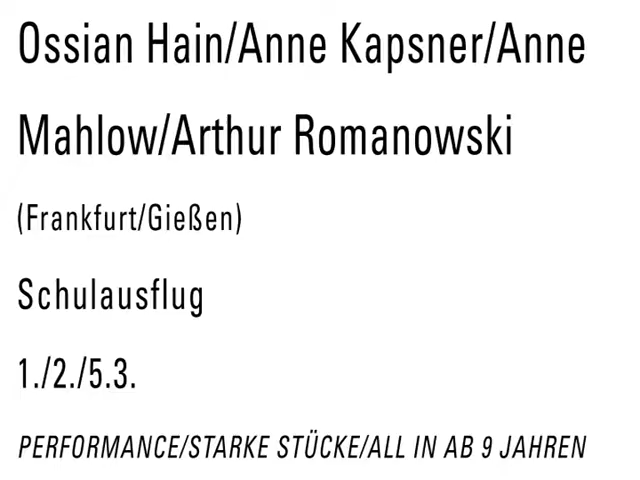 Ossian Hain/Anne Kapsner/Anne
Mahlow/Arthur Romanowski
(Frankfurt/Gießen)
Schulausflug
1./2./5.3.
PERFORMANCE/STARKE STÜCKE/ALL IN AB 9 JAHREN